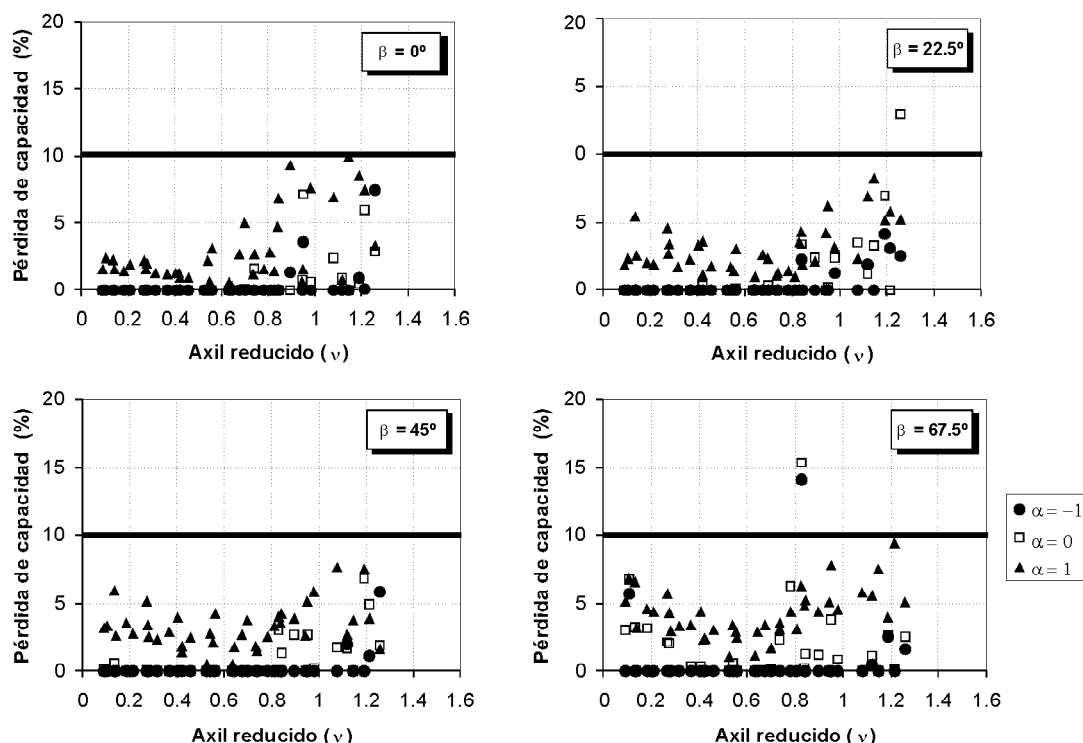 20
15
10
5
0
Pérdida de capacidad (%)
β = 0º
0 0.2 0.4 0.6 0.8 1 1.2 1.4 1.6
Axil reducido (ν)
20
5
0
5
0
β = 22.5º
0 0.2 0.4 0.6 0.8 1 1.2 1.4 1.6
Axil reducido (ν)
20
15
10
5
0
Pérdida de capacidad (%)
β = 45º
0 0.2 0.4 0.6 0.8 1 1.2 1.4 1.6
Axil reducido (ν)
20
15
10
5
0
Pérdida de capacidad (%)
β = 67.5º
0 0.2 0.4 0.6 0.8 1 1.2 1.4 1.6
Axil reducido (ν)
α = −1
α = 0
α = 1